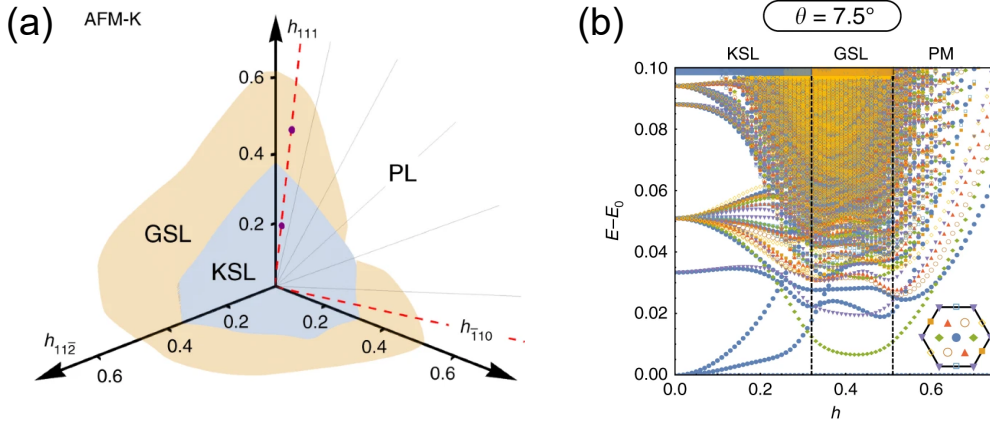 (a)
AFM-K
h₁₁₁
0.6
0.4
0.2
GSL
KSL
PL
0.2
0.2
0.4
0.4
0.6
0.6
h₁₁₂̄
h₁̄₁₀
(b)
θ = 7.5°
KSL GSL PM
0.10
0.08
0.06
0.04
0.02
0.00
E−E₀
0.0 0.2 0.4 0.6
h